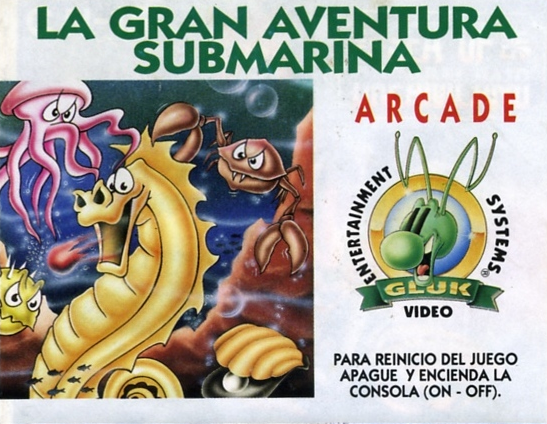 LA GRAN AVENTURA
SUBMARINA
ARCADE
ENTERTAINMENT
SYSTEMS ®
GLUK
VIDEO
PARA REINICIO DEL JUEGO
APAGUE Y ENCIENDA LA
CONSOLA (ON - OFF).